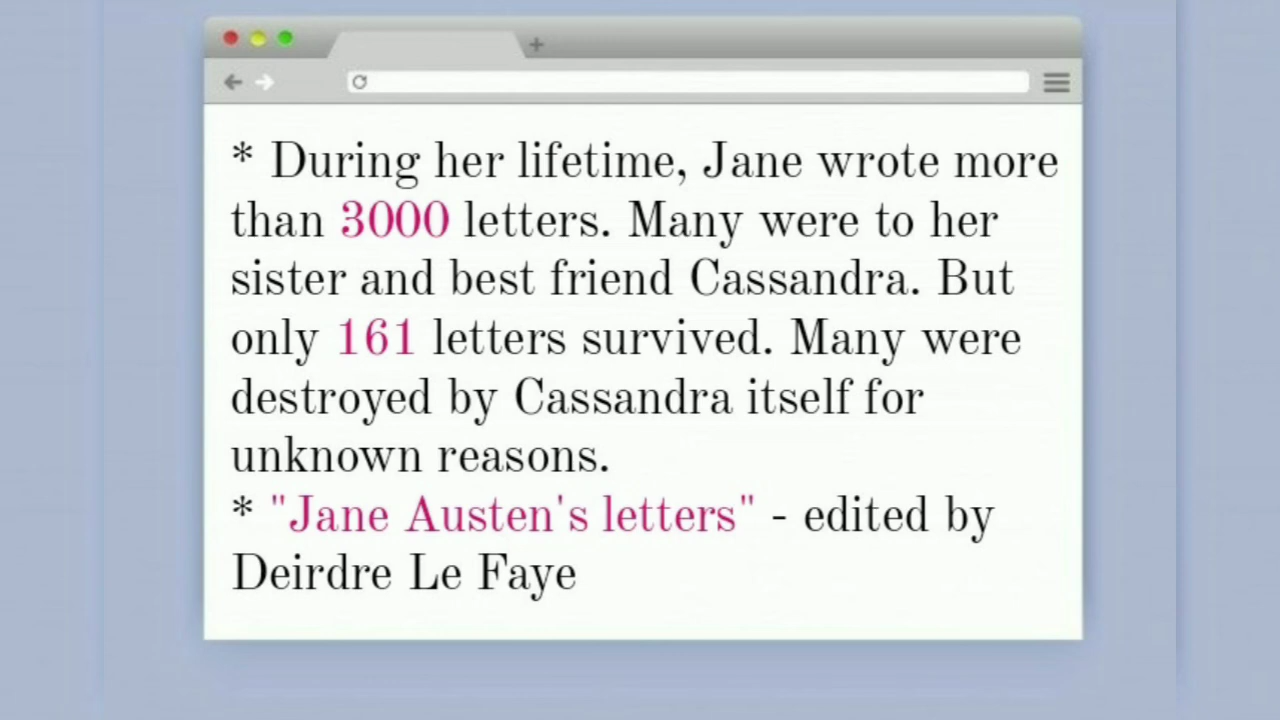 * During her lifetime, Jane wrote more
than 3000 letters. Many were to her
sister and best friend Cassandra. But
only 161 letters survived. Many were
destroyed by Cassandra itself for
unknown reasons.
* "Jane Austen's letters" - edited by
Deirdre Le Faye